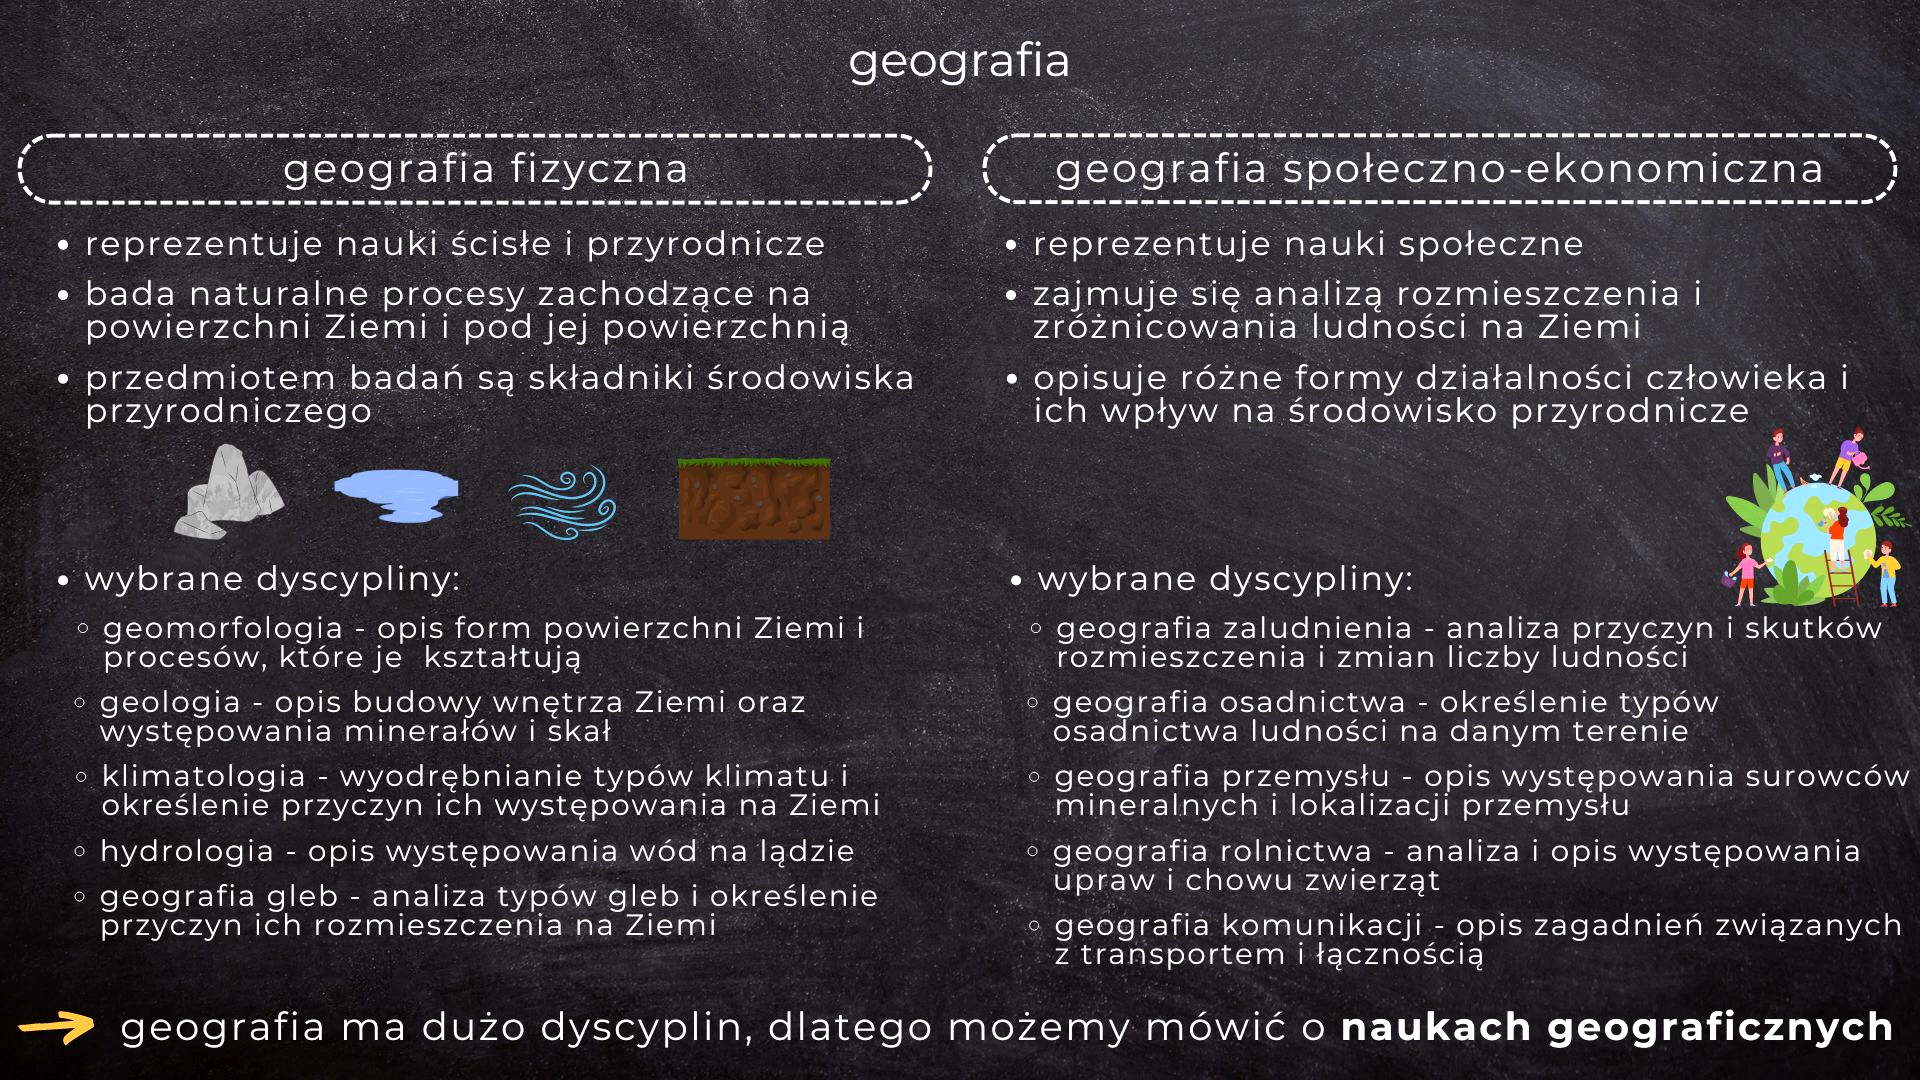 geografia
geografia fizyczna
reprezentuje nauki ścisłe i przyrodnicze
bada naturalne procesy zachodzące na
powierzchni Ziemi i pod jej powierzchnią
przedmiotem badań są składniki środowiska
przyrodniczego
wybrane dyscypliny:
geomorfologia - opis form powierzchni Ziemi i
procesów, które je  kształtują
geologia - opis budowy wnętrza Ziemi oraz
występowania minerałów i skał
klimatologia - wyodrębnianie typów klimatu i
określenie przyczyn ich występowania na Ziemi
hydrologia - opis występowania wód na lądzie
geografia gleb - analiza typów gleb i określenie
przyczyn ich rozmieszczenia na Ziemi
geografia społeczno-ekonomiczna
reprezentuje nauki społeczne
zajmuje się analizą rozmieszczenia i
zróżnicowania ludności na Ziemi
opisuje różne formy działalności człowieka i
ich wpływ na środowisko przyrodnicze
wybrane dyscypliny:
geografia zaludnienia - analiza przyczyn i skutków
rozmieszczenia i zmian liczby ludności
geografia osadnictwa - określenie typów
osadnictwa ludności na danym terenie
geografia przemysłu - opis występowania surowców
mineralnych i lokalizacji przemysłu
geografia rolnictwa - analiza i opis występowania
upraw i chowu zwierząt
geografia komunikacji - opis zagadnień związanych
z transportem i łącznością
geografia ma dużo dyscyplin, dlatego możemy mówić o naukach geograficznych